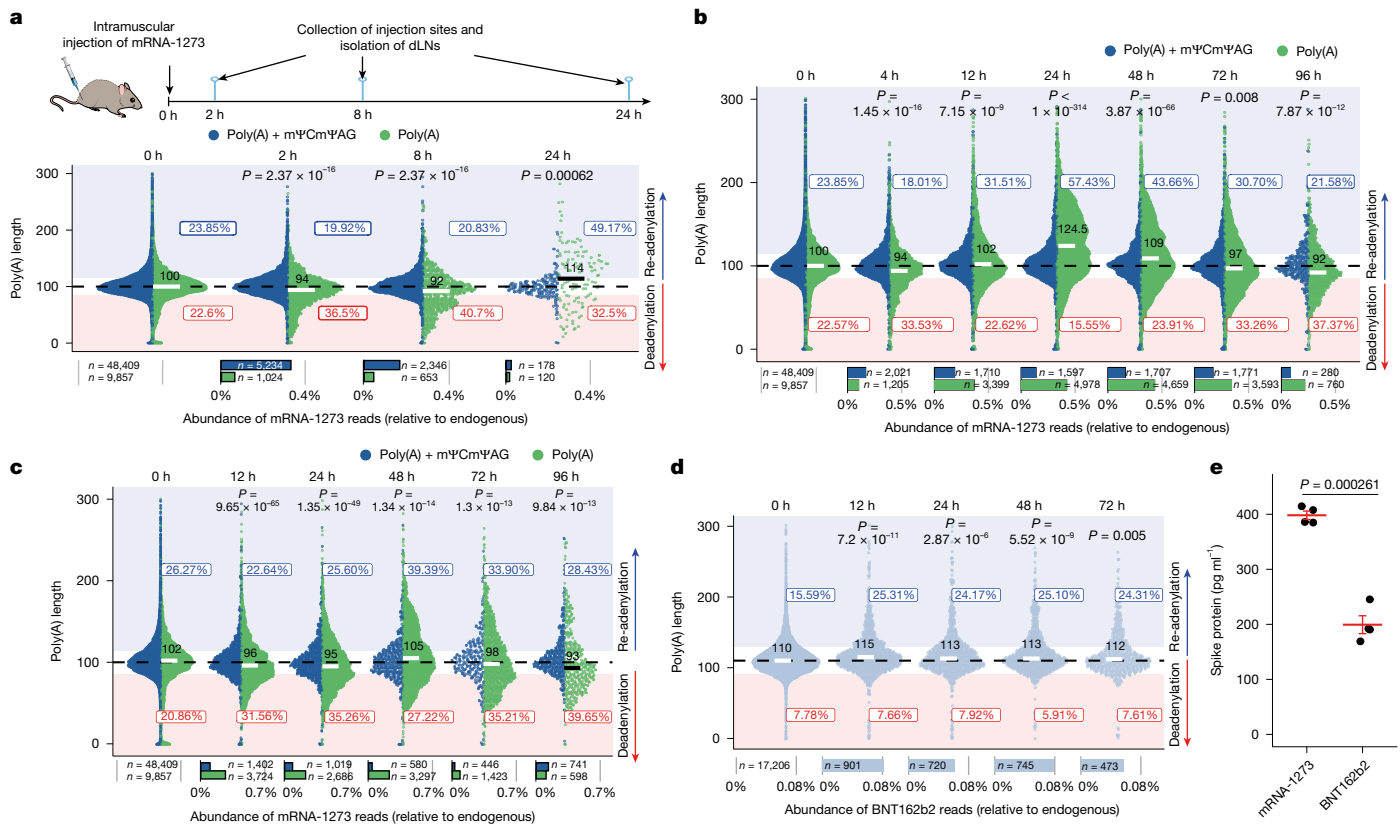 a
Intramuscular
injection of mRNA-1273
Collection of injection sites and
isolation of dLNs
0 h
2 h
8 h
24 h
Poly(A) + mΨCmΨAG
Poly(A)
0 h
2 h
8 h
24 h
P = 2.37 × 10⁻¹⁶
P = 2.37 × 10⁻¹⁶
P = 0.00062
Poly(A) length
300
200
100
0
23.85%
19.92%
20.83%
49.17%
100
94
92
114
22.6%
36.5%
40.7%
32.5%
Re-adenylation
Deadenylation
n = 48,409
n = 9,857
n = 5,234
n = 1,024
n = 2,346
n = 653
n = 178
n = 120
0%
0.4%
0%
0.4%
0%
0.4%
Abundance of mRNA-1273 reads (relative to endogenous)
b
Poly(A) + mΨCmΨAG
Poly(A)
0 h
4 h
12 h
24 h
48 h
72 h
96 h
P =
1.45 × 10⁻¹⁶
P =
7.15 × 10⁻⁹
P <
1 × 10⁻³¹⁴
P =
3.87 × 10⁻⁶⁶
P = 0.008
P =
7.87 × 10⁻¹²
Poly(A) length
300
200
100
0
23.85%
18.01%
31.51%
57.43%
43.66%
30.70%
21.58%
100
94
102
124.5
109
97
92
22.57%
33.53%
22.62%
15.55%
23.91%
33.26%
37.37%
Re-adenylation
Deadenylation
n = 48,409
n = 9,857
n = 2,021
n = 1,205
n = 1,710
n = 3,399
n = 1,597
n = 4,978
n = 1,707
n = 4,659
n = 1,771
n = 3,593
n = 280
n = 760
0%
0.5%
0%
0.5%
0%
0.5%
0%
0.5%
0%
0.5%
0%
0.5%
Abundance of mRNA-1273 reads (relative to endogenous)
c
Poly(A) + mΨCmΨAG
Poly(A)
0 h
12 h
24 h
48 h
72 h
96 h
P =
9.65 × 10⁻⁶⁵
P =
1.35 × 10⁻⁴⁹
P =
1.34 × 10⁻¹⁴
P =
1.3 × 10⁻¹³
P =
9.84 × 10⁻¹³
Poly(A) length
300
200
100
0
26.27%
22.64%
25.60%
39.39%
33.90%
28.43%
102
96
95
105
98
93
20.86%
31.56%
35.26%
27.22%
35.21%
39.65%
Re-adenylation
Deadenylation
n = 48,409
n = 9,857
n = 1,402
n = 3,724
n = 1,019
n = 2,686
n = 580
n = 3,297
n = 446
n = 1,423
n = 741
n = 598
0%
0.7%
0%
0.7%
0%
0.7%
0%
0.7%
0%
0.7%
Abundance of mRNA-1273 reads (relative to endogenous)
d
0 h
12 h
24 h
48 h
72 h
P =
7.2 × 10⁻¹¹
P =
2.87 × 10⁻⁶
P =
5.52 × 10⁻⁹
P = 0.005
Poly(A) length
300
200
100
0
15.59%
25.31%
24.17%
25.10%
24.31%
110
115
113
113
112
7.78%
7.66%
7.92%
5.91%
7.61%
Re-adenylation
Deadenylation
n = 17,206
n = 901
n = 720
n = 745
n = 473
0%
0.08%
0%
0.08%
0%
0.08%
0%
0.08%
0%
0.08%
Abundance of BNT162b2 reads (relative to endogenous)
e
P = 0.000261
Spike protein (pg ml⁻¹)
400
300
200
100
0
mRNA-1273
BNT162b2